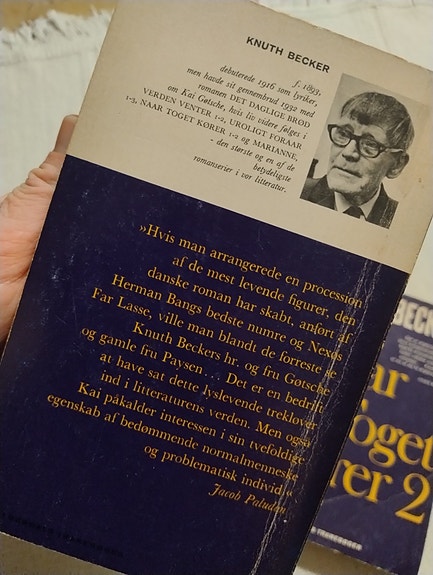 KNUTH BECKER
f. 1893,
debuterede 1916 som lyriker,
men havde sit gennembrud 1932 med
romanen DET DAGLIGE BRØD
om Kai Gøtsche, hvis liv videre følges i
VERDEN VENTER 1-2, UROLIGT FORAAR
1-3, NAAR TOGET KØRER 1-2 og MARIANNE,
- den største og en af de
betydeligste
romanserier i vor litteratur.
»Hvis man arrangerede en procession
af de mest levende figurer, den
danske roman har skabt, anført af
Herman Bangs bedste numre og Nexøs
Far Lasse, ville man blandt de forreste se
Knuth Beckers hr. og fru Gøtsche
og gamle fru Paysen ... Det er en bedrift
at have sat dette lyslevende trekløver
ind i litteraturens verden. Men også
Kai påkalder interessen i sin tvefoldige
egenskab af bedømmende normalmenneske
og problematisk individ.«
Jacob Paludan
BECK
ar
Toget
rer 2
TRANEBØGER